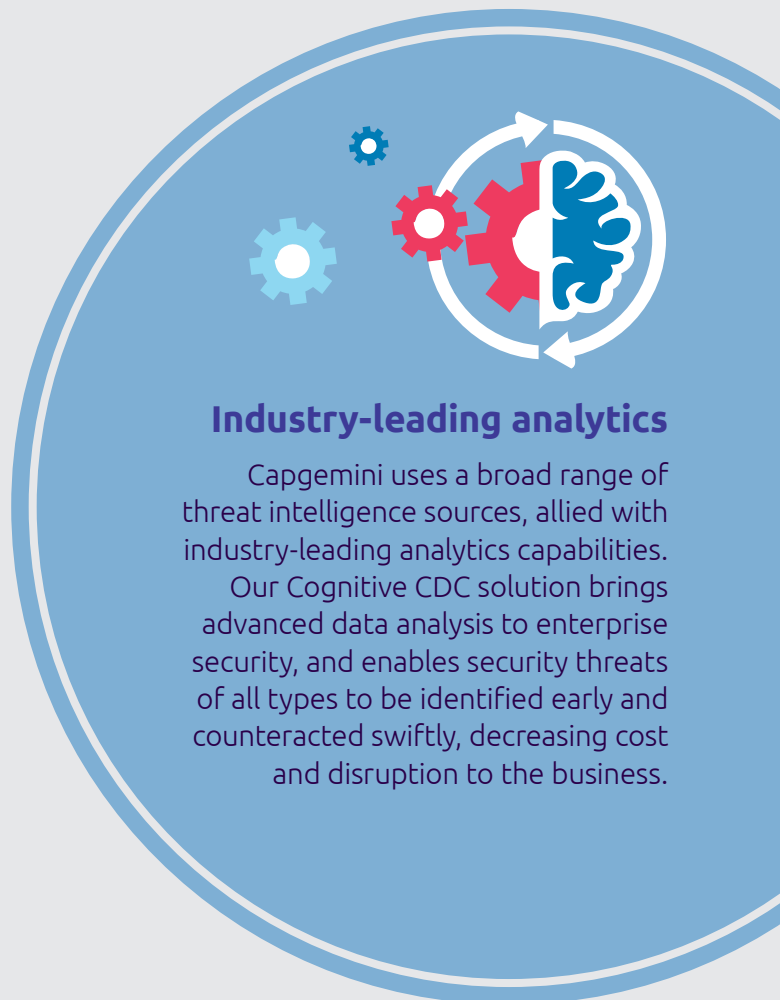 Industry-leading analytics
Capgemini uses a broad range of
threat intelligence sources, allied with
industry-leading analytics capabilities.
Our Cognitive CDC solution brings
advanced data analysis to enterprise
security, and enables security threats
of all types to be identified early and
counteracted swiftly, decreasing cost
and disruption to the business.